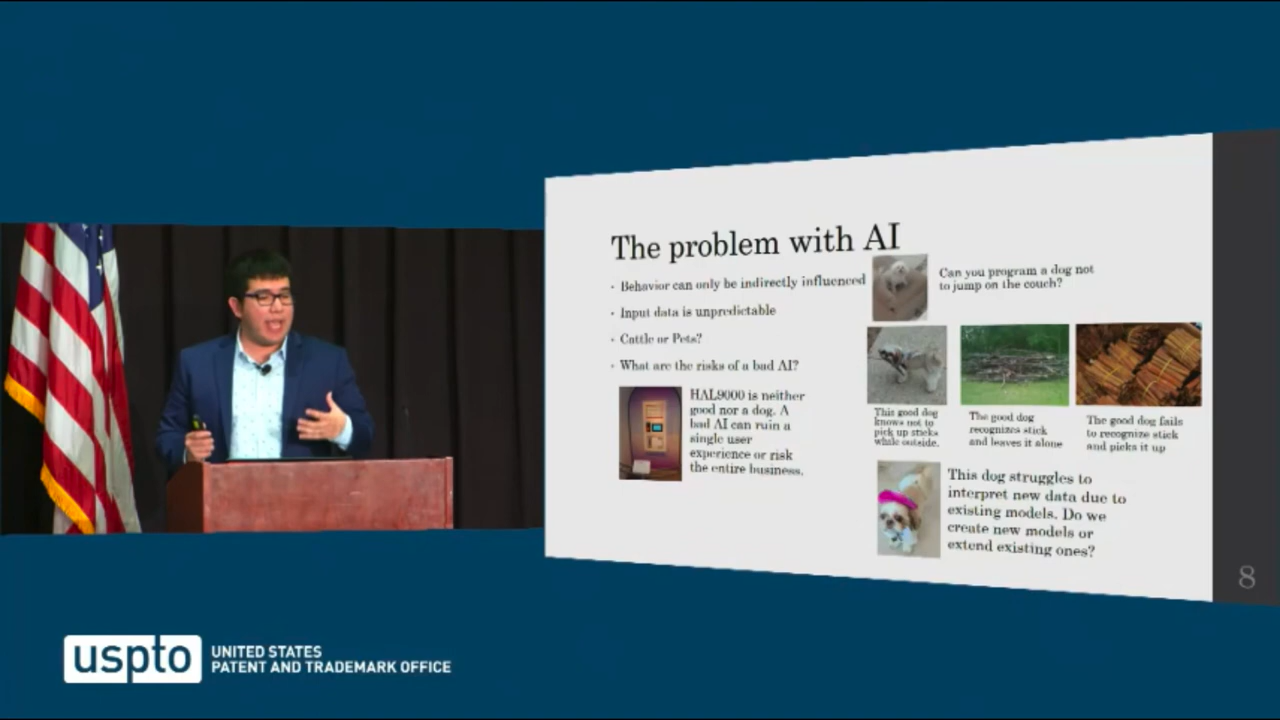 The problem with AI
· Behavior can only be indirectly influenced
· Input data is unpredictable
· Cattle or Pets?
· What are the risks of a bad AI?
HAL9000 is neither
good nor a dog. A
bad AI can ruin a
single user
experience or risk
the entire business.
Can you program a dog not
to jump on the couch?
This good dog
knows not to
pick up sticks
while outside.
The good dog
recognizes stick
and leaves it alone
The good dog fails
to recognize stick
and picks it up
This dog struggles to
interpret new data due to
existing models. Do we
create new models or
extend existing ones?
8
uspto
UNITED STATES
PATENT AND TRADEMARK OFFICE